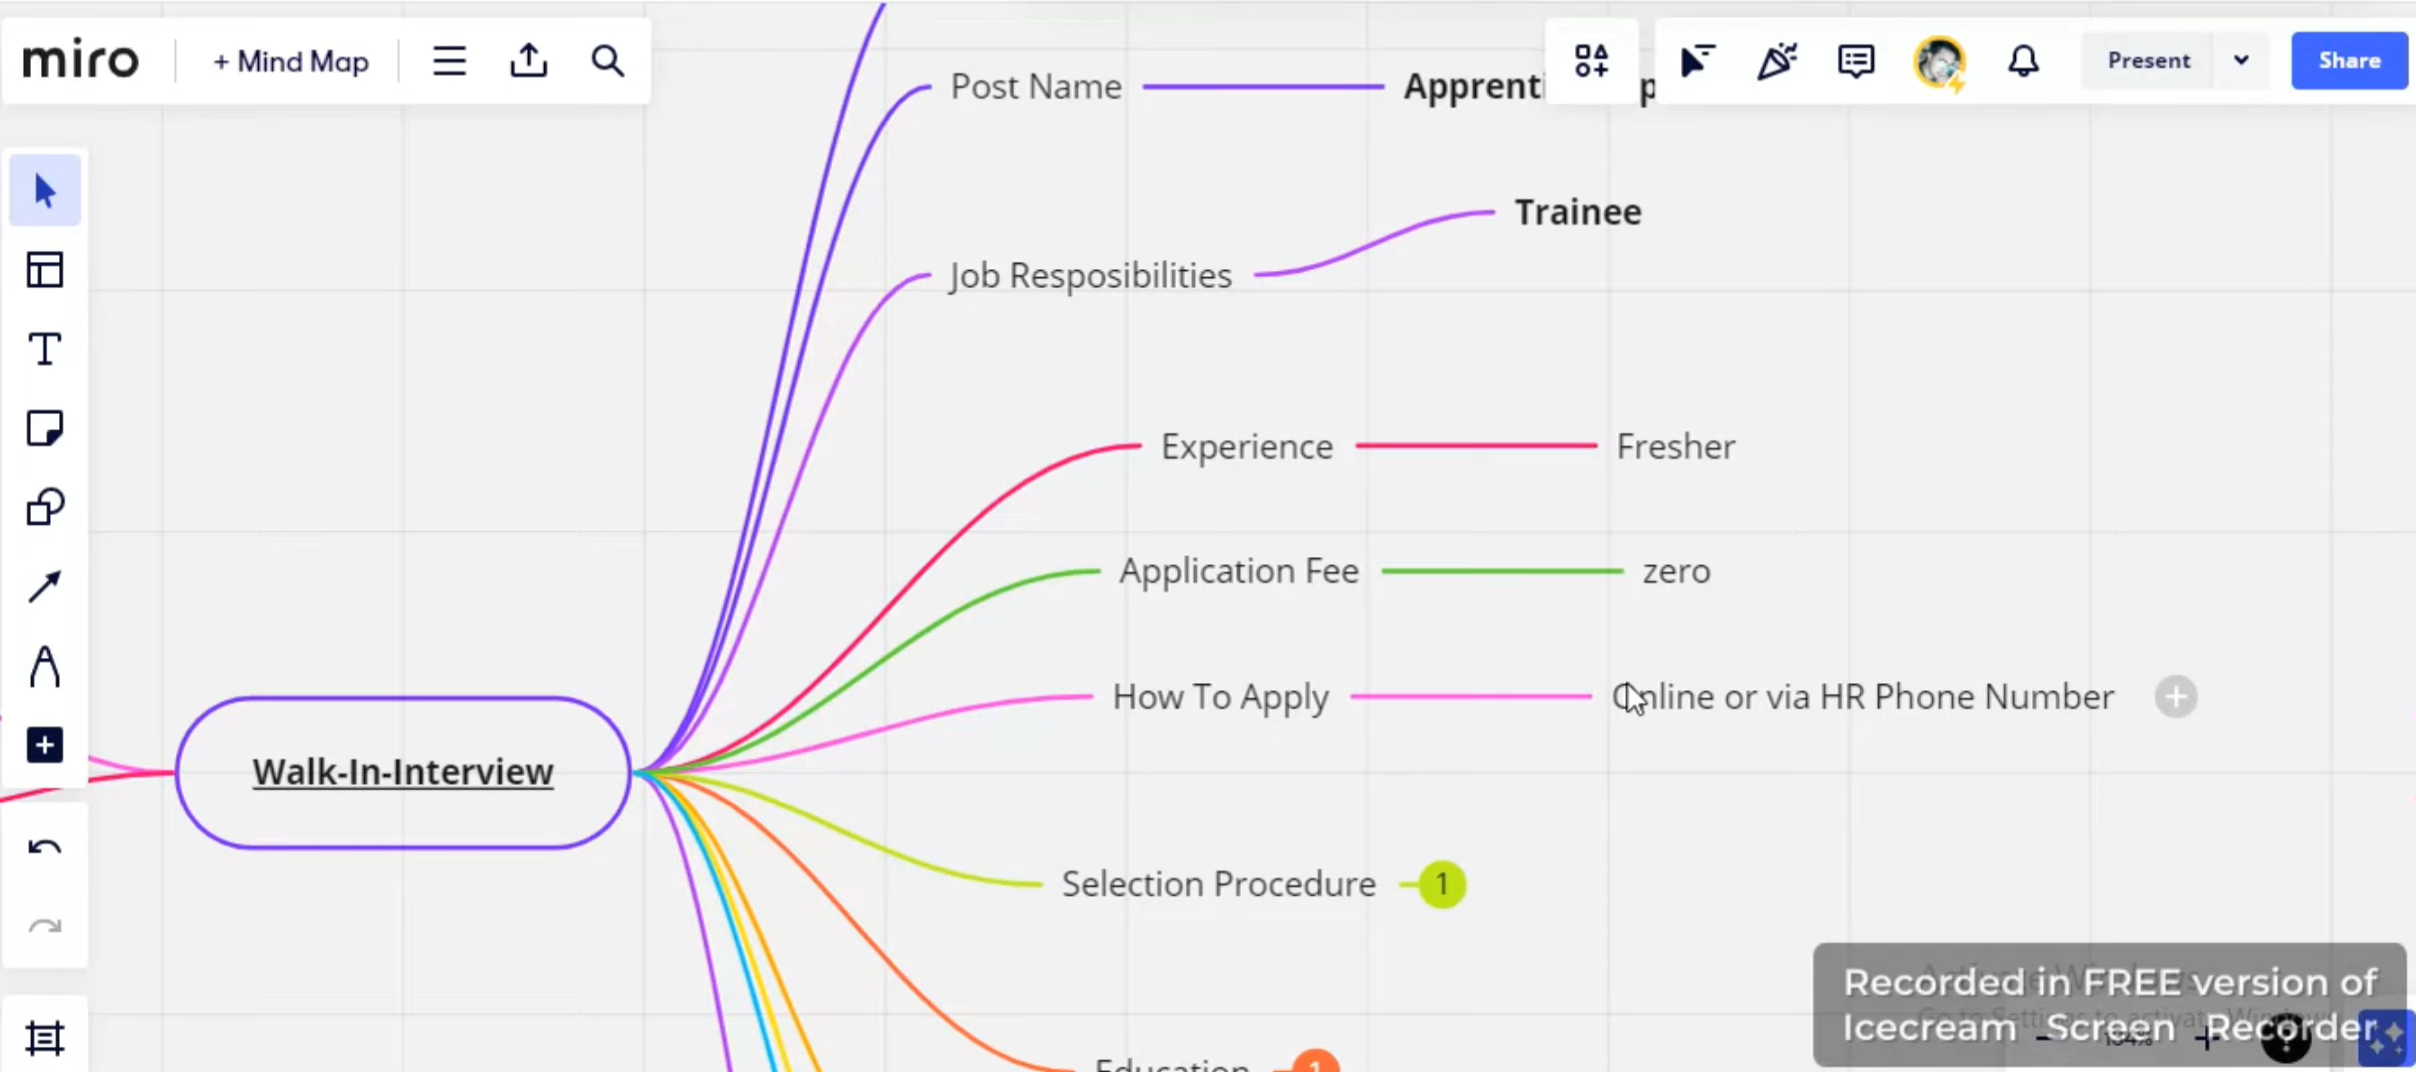 miro
+ Mind Map
Present
Share
Post Name
Trainee
Job Resposibilities
Experience
Fresher
Application Fee
zero
How To Apply
Online or via HR Phone Number
Walk-In-Interview
Selection Procedure
1
Education
1
Recorded in FREE version of
Icecream Screen Recorder